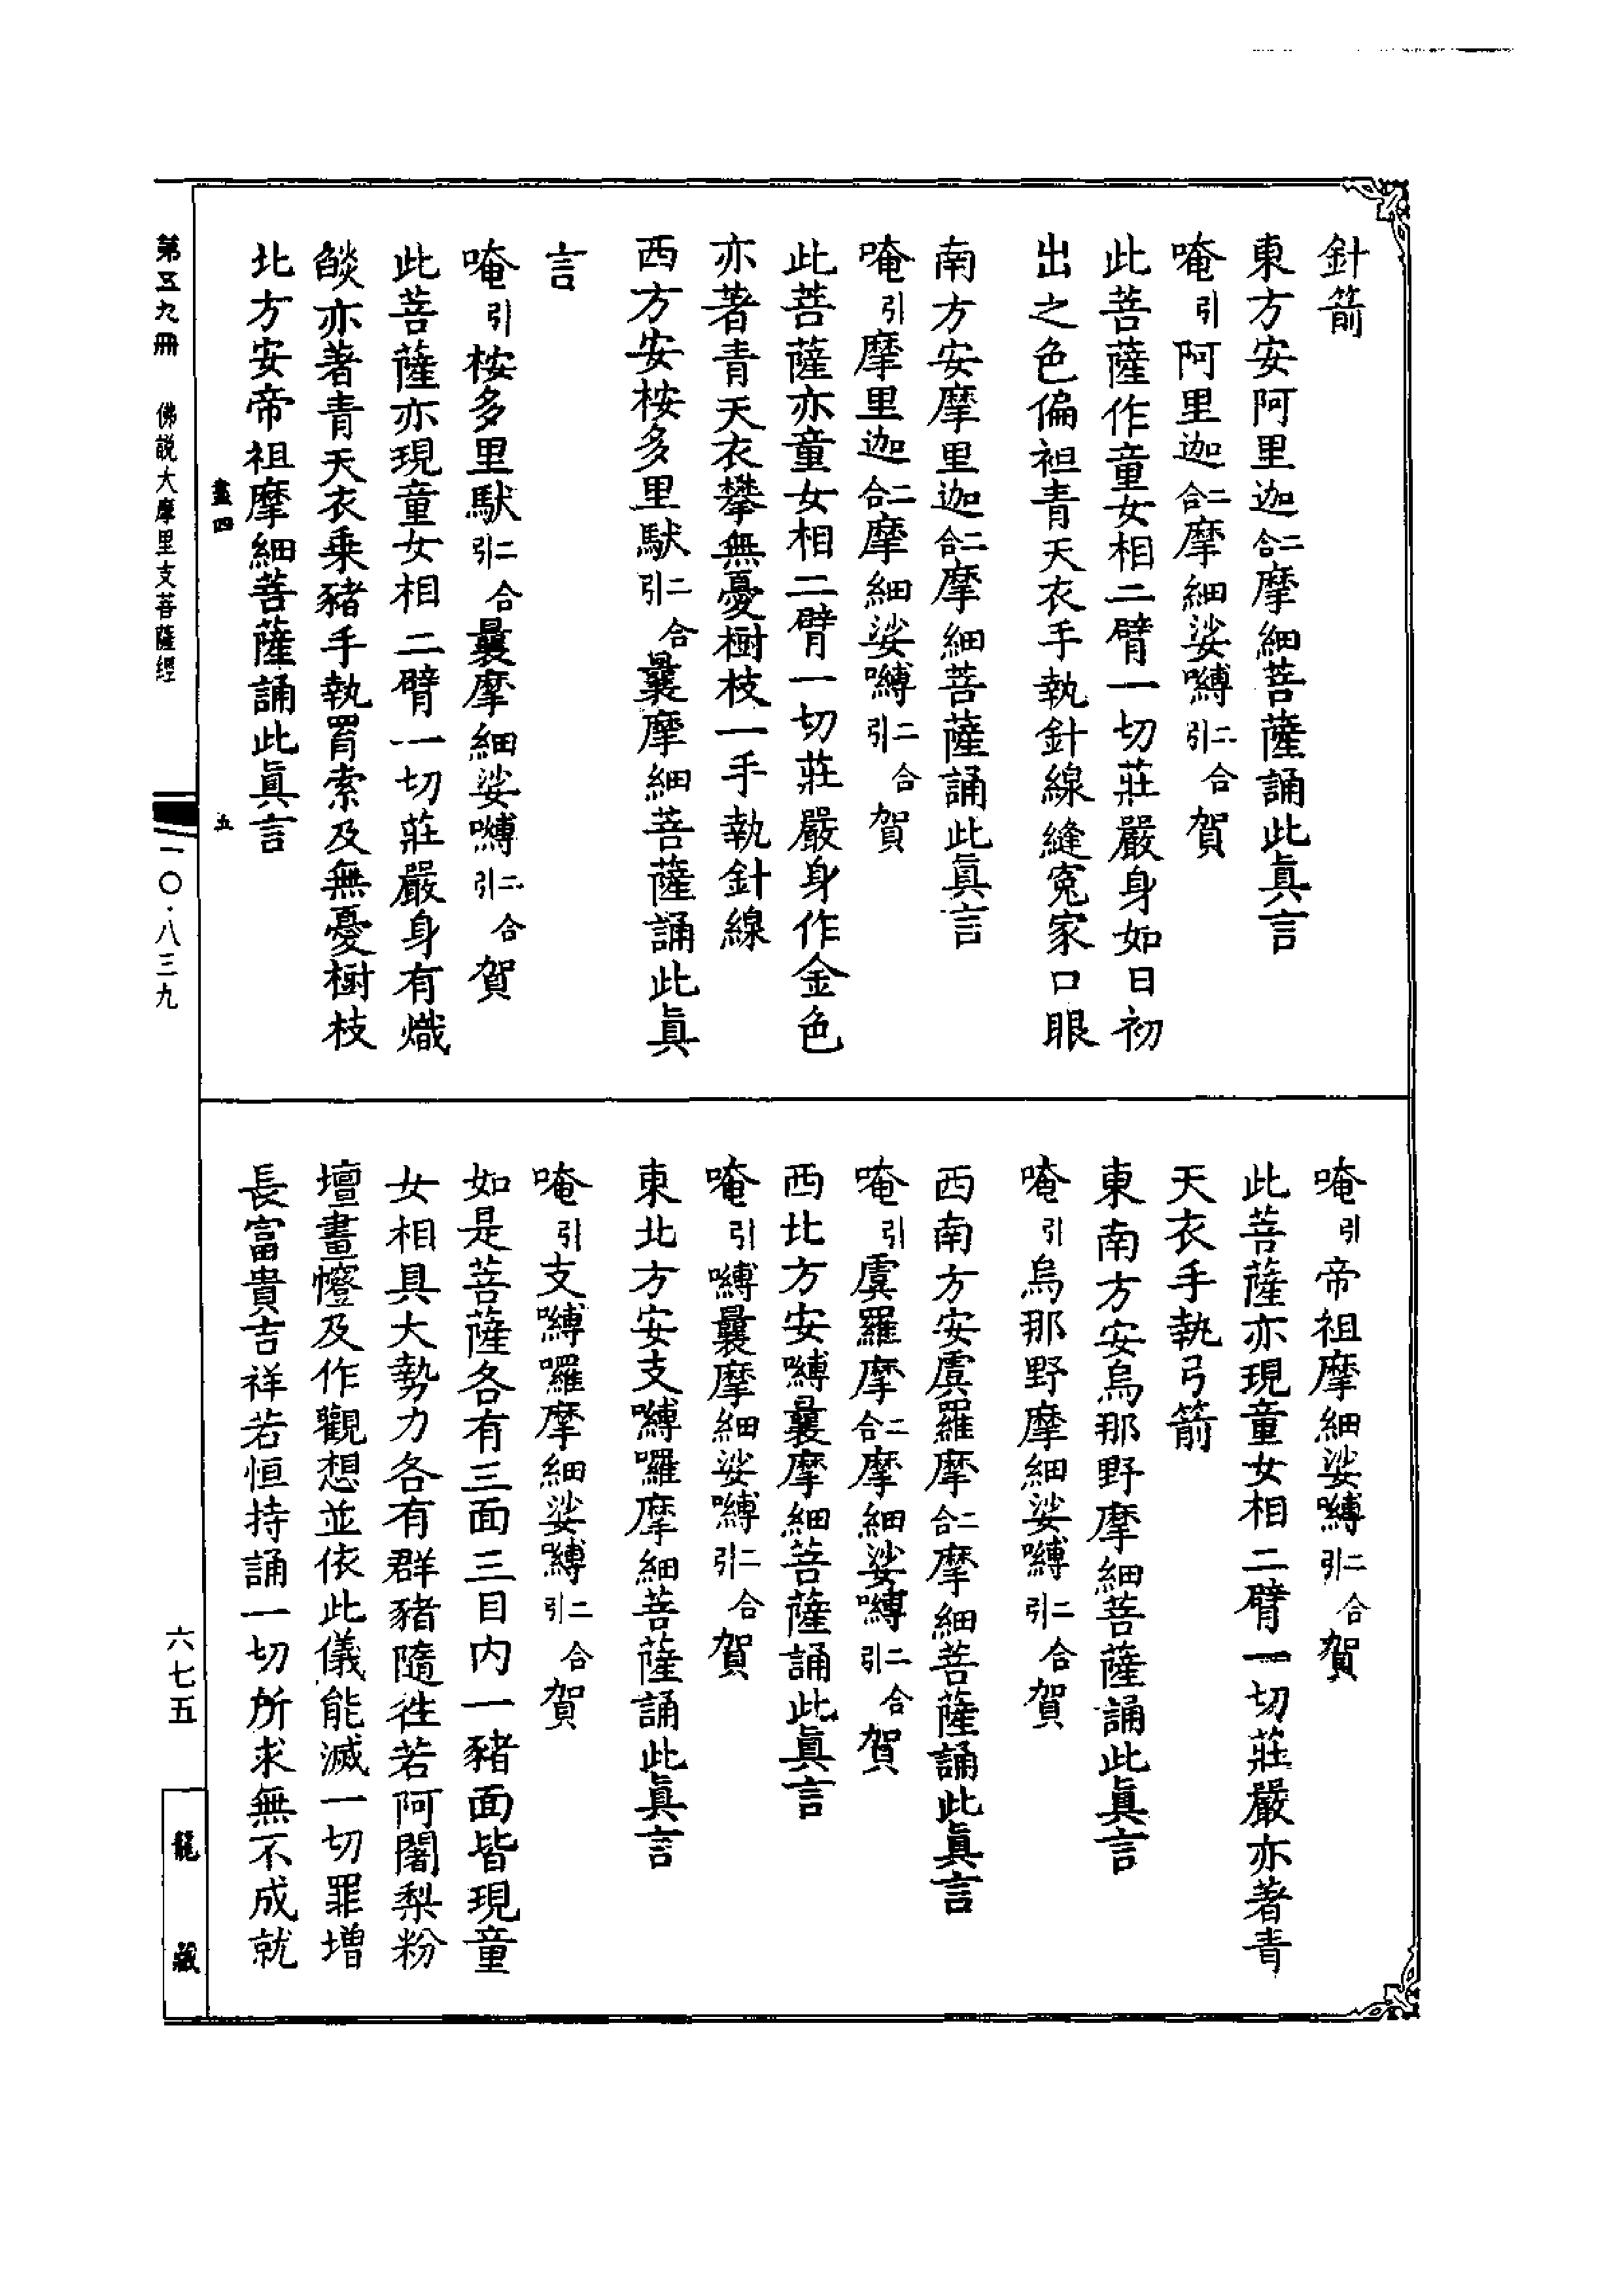 針箭
東方安阿里迦二合摩細菩薩誦此眞言
唵引阿里迦二合摩細娑嚩二合引賀
此菩薩作童女相二臂一切莊嚴身如日初
出之色偏袒青天衣手執針線縫寃家口眼
南方安摩里迦二合摩細菩薩誦此眞言
唵引摩里迦二合摩細娑嚩二合引賀
此菩薩亦童女相二臂一切莊嚴身作金色
亦著青天衣攀無憂樹枝一手執針線
西方安桉多里馱二合引曩摩細菩薩誦此眞
言
唵引桉多里馱二合引曩摩細娑嚩二合引賀
此菩薩亦現童女相二臂一切莊嚴身有熾
燄亦著青天衣乘豬手執罥索及無憂樹枝
北方安帝祖摩細菩薩誦此眞言
唵引帝祖摩細娑嚩二合引賀
此菩薩亦現童女相二臂一切莊嚴亦著青
天衣手執弓箭
東南方安烏那野摩細菩薩誦此眞言
唵引烏那野摩細娑嚩二合引賀
西南方安虞羅摩二合摩細菩薩誦此眞言
唵引虞羅摩二合摩細娑嚩二合引賀
西北方安嚩曩摩細菩薩誦此眞言
唵引嚩曩摩細娑嚩二合引賀
東北方安支嚩囉摩細菩薩誦此眞言
唵引支嚩囉摩細娑嚩二合引賀
如是菩薩各有三面三目内一豬面皆現童
女相具大勢力各有群豬隨徃若阿闍梨粉
壇畫㡧及作觀想並依此儀能滅一切罪增
長富貴吉祥若恒持誦一切所求無不成就
畫四 五
第五九冊 佛説大摩里支菩薩經 一〇·八三九
六七五
龍藏